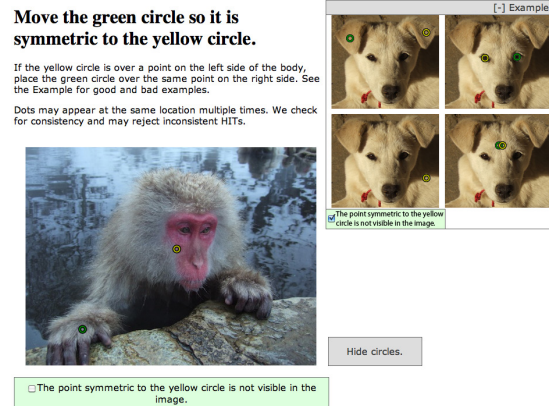 Move the green circle so it is
symmetric to the yellow circle.
If the yellow circle is over a point on the left side of the body,
place the green circle over the same point on the right side. See
the Example for good and bad examples.
Dots may appear at the same location multiple times. We check
for consistency and may reject inconsistent HITs.
[-] Example
The point symmetric to the yellow
circle is not visible in the image.
Hide circles.
The point symmetric to the yellow circle is not visible in the
image.